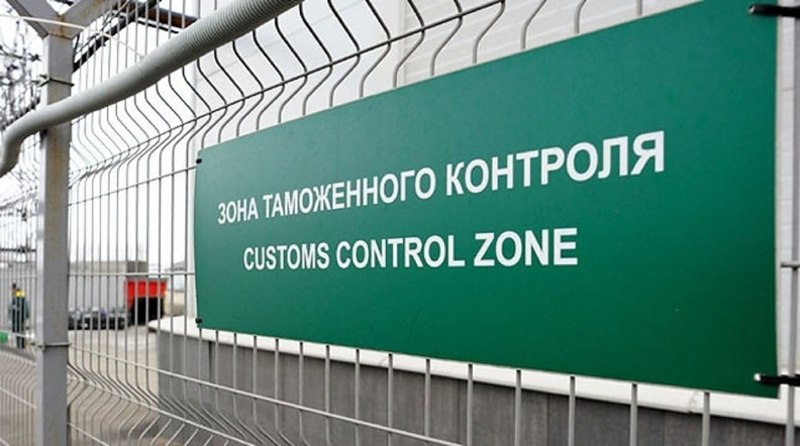 ЗОНА ТАМОЖЕННОГО КОНТРОЛЯ
CUSTOMS CONTROL ZONE